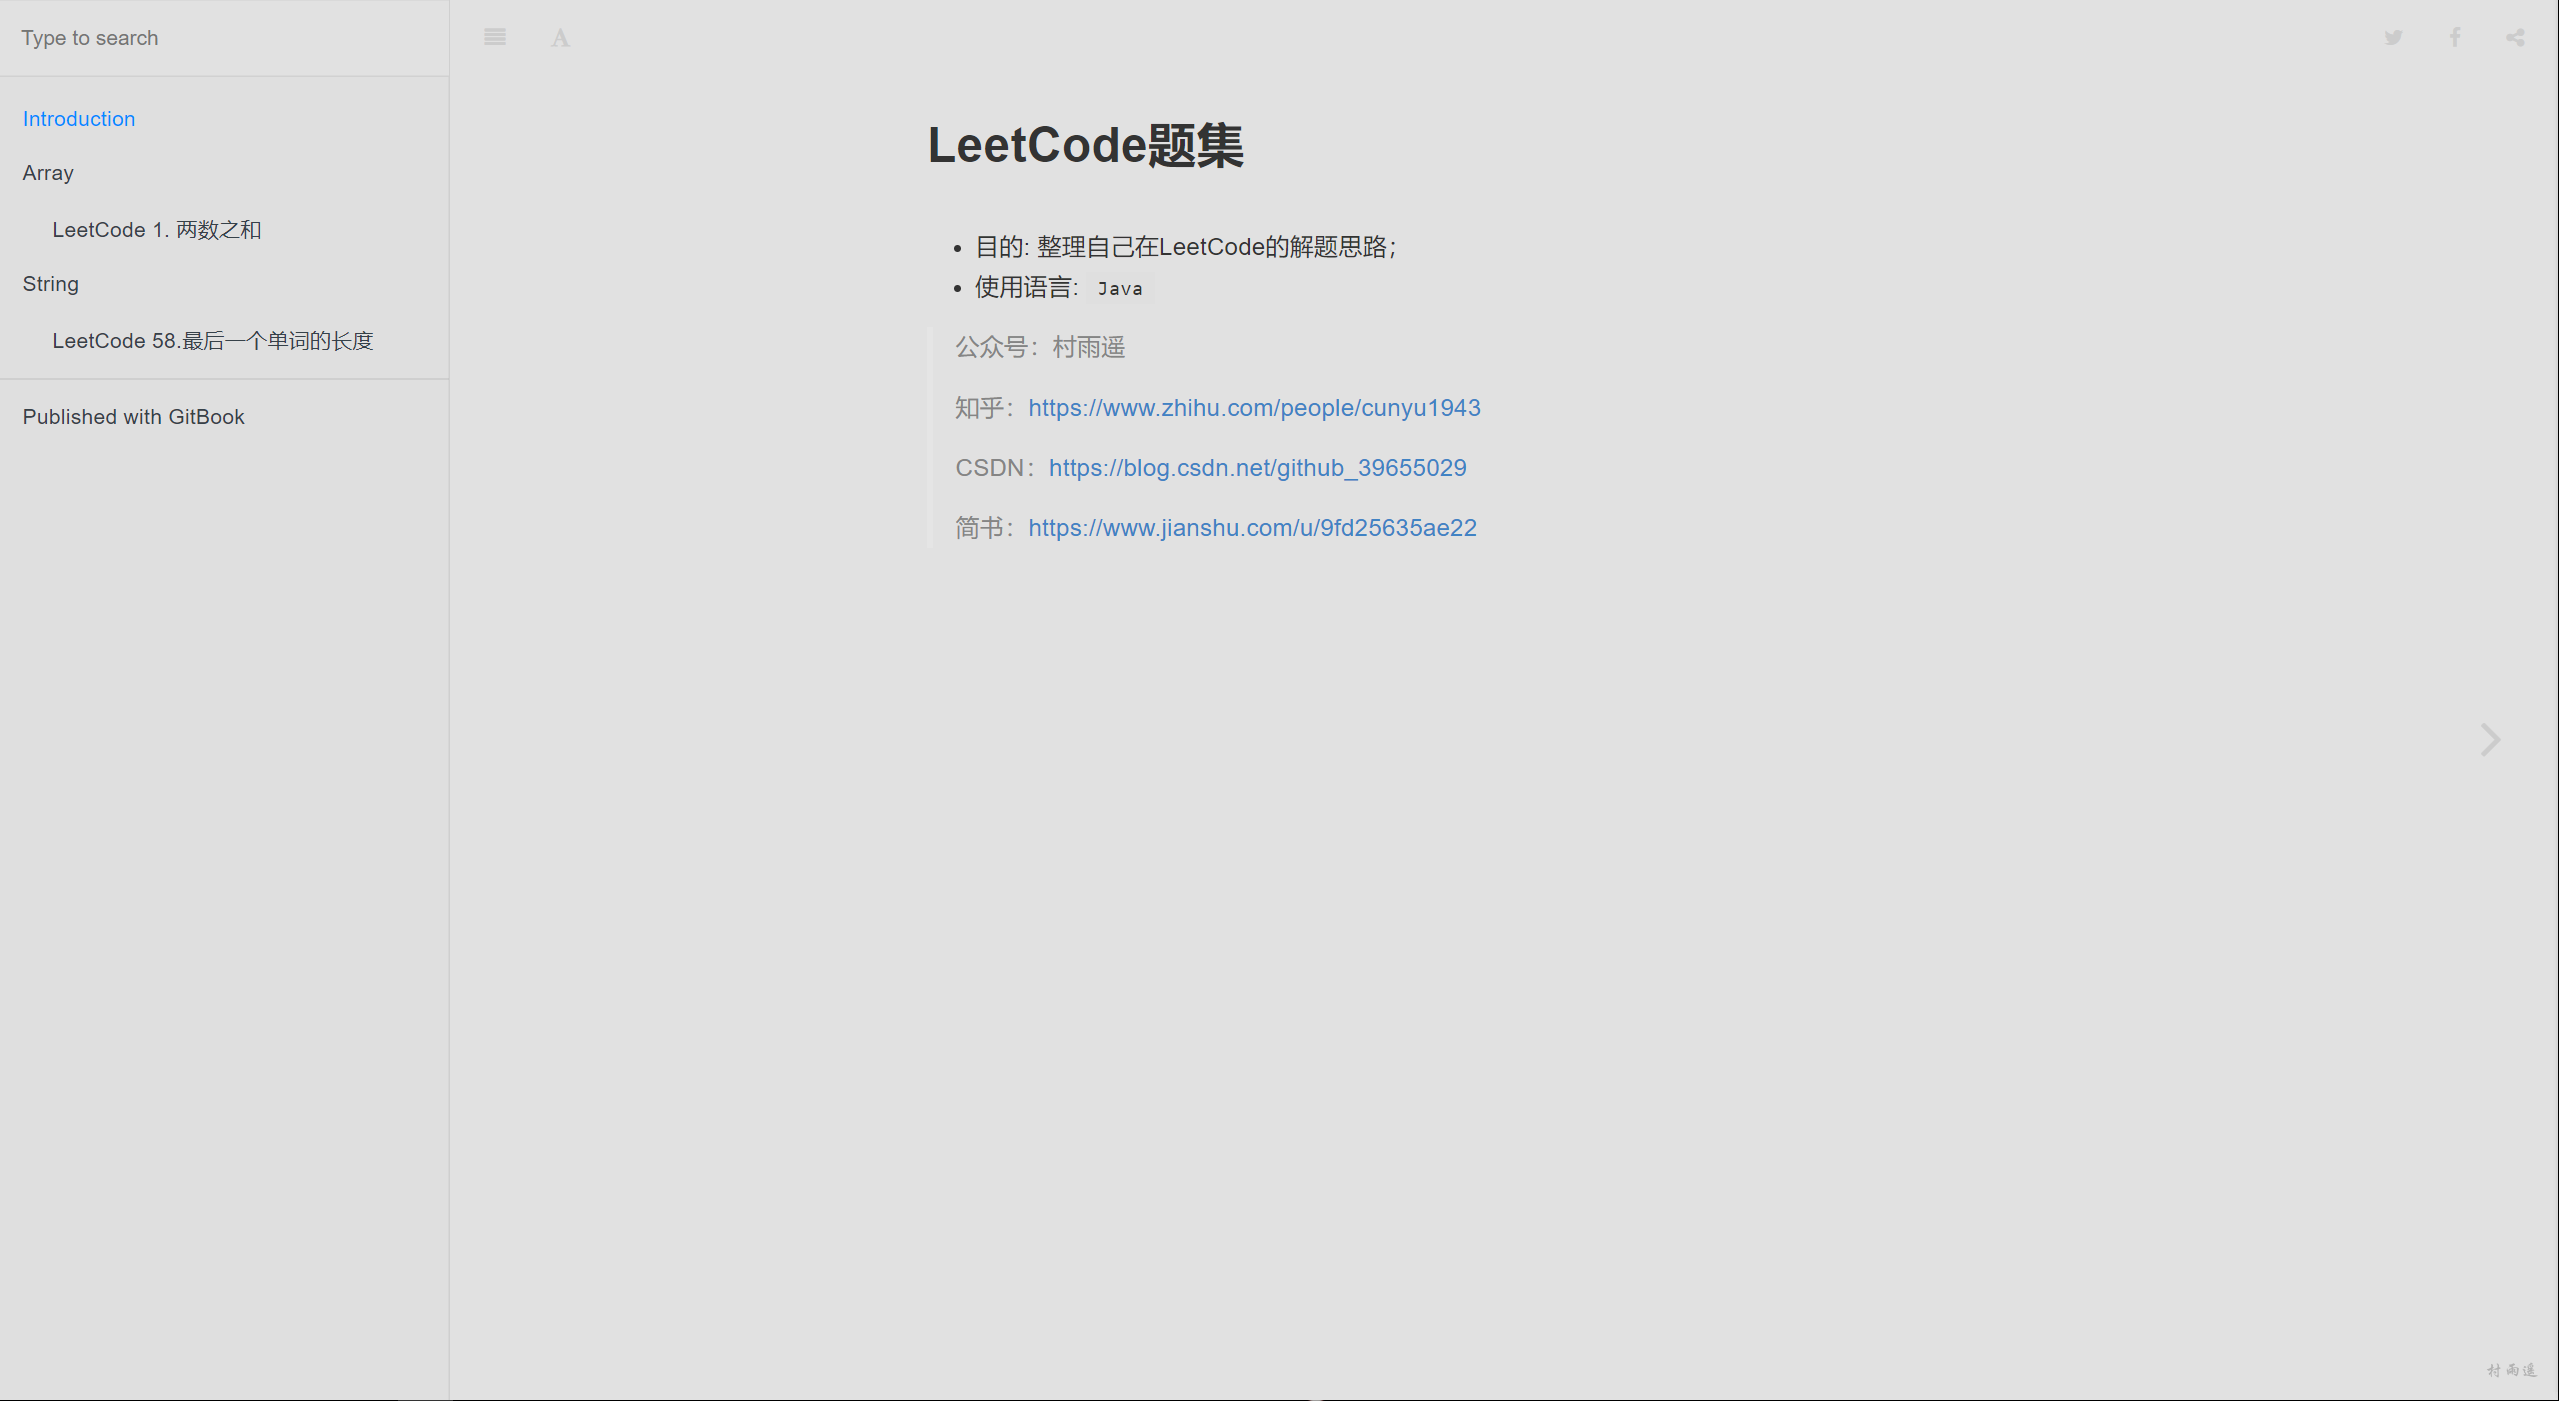 Type to search
Introduction
Array
LeetCode 1. 两数之和
String
LeetCode 58.最后一个单词的长度
Published with GitBook
A
LeetCode题集
目的: 整理自己在LeetCode的解题思路；
使用语言: Java
公众号：村雨遥
知乎：https://www.zhihu.com/people/cunyu1943
CSDN：https://blog.csdn.net/github_39655029
简书：https://www.jianshu.com/u/9fd25635ae22
村雨遥